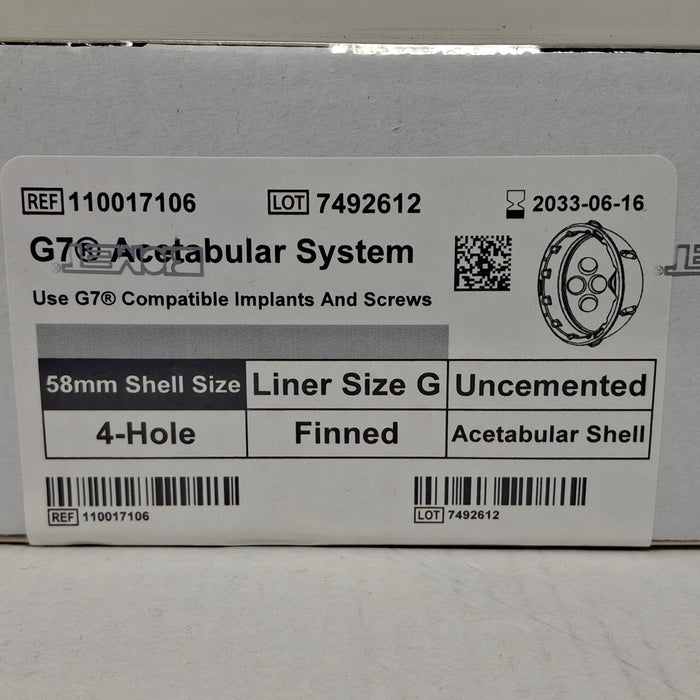 REF 110017106 LOT 7492612 2033-06-16
G7® Acetabular System
Use G7® Compatible Implants And Screws
58mm Shell Size Liner Size G Uncemented
4-Hole Finned Acetabular Shell
REF 110017106 LOT 7492612